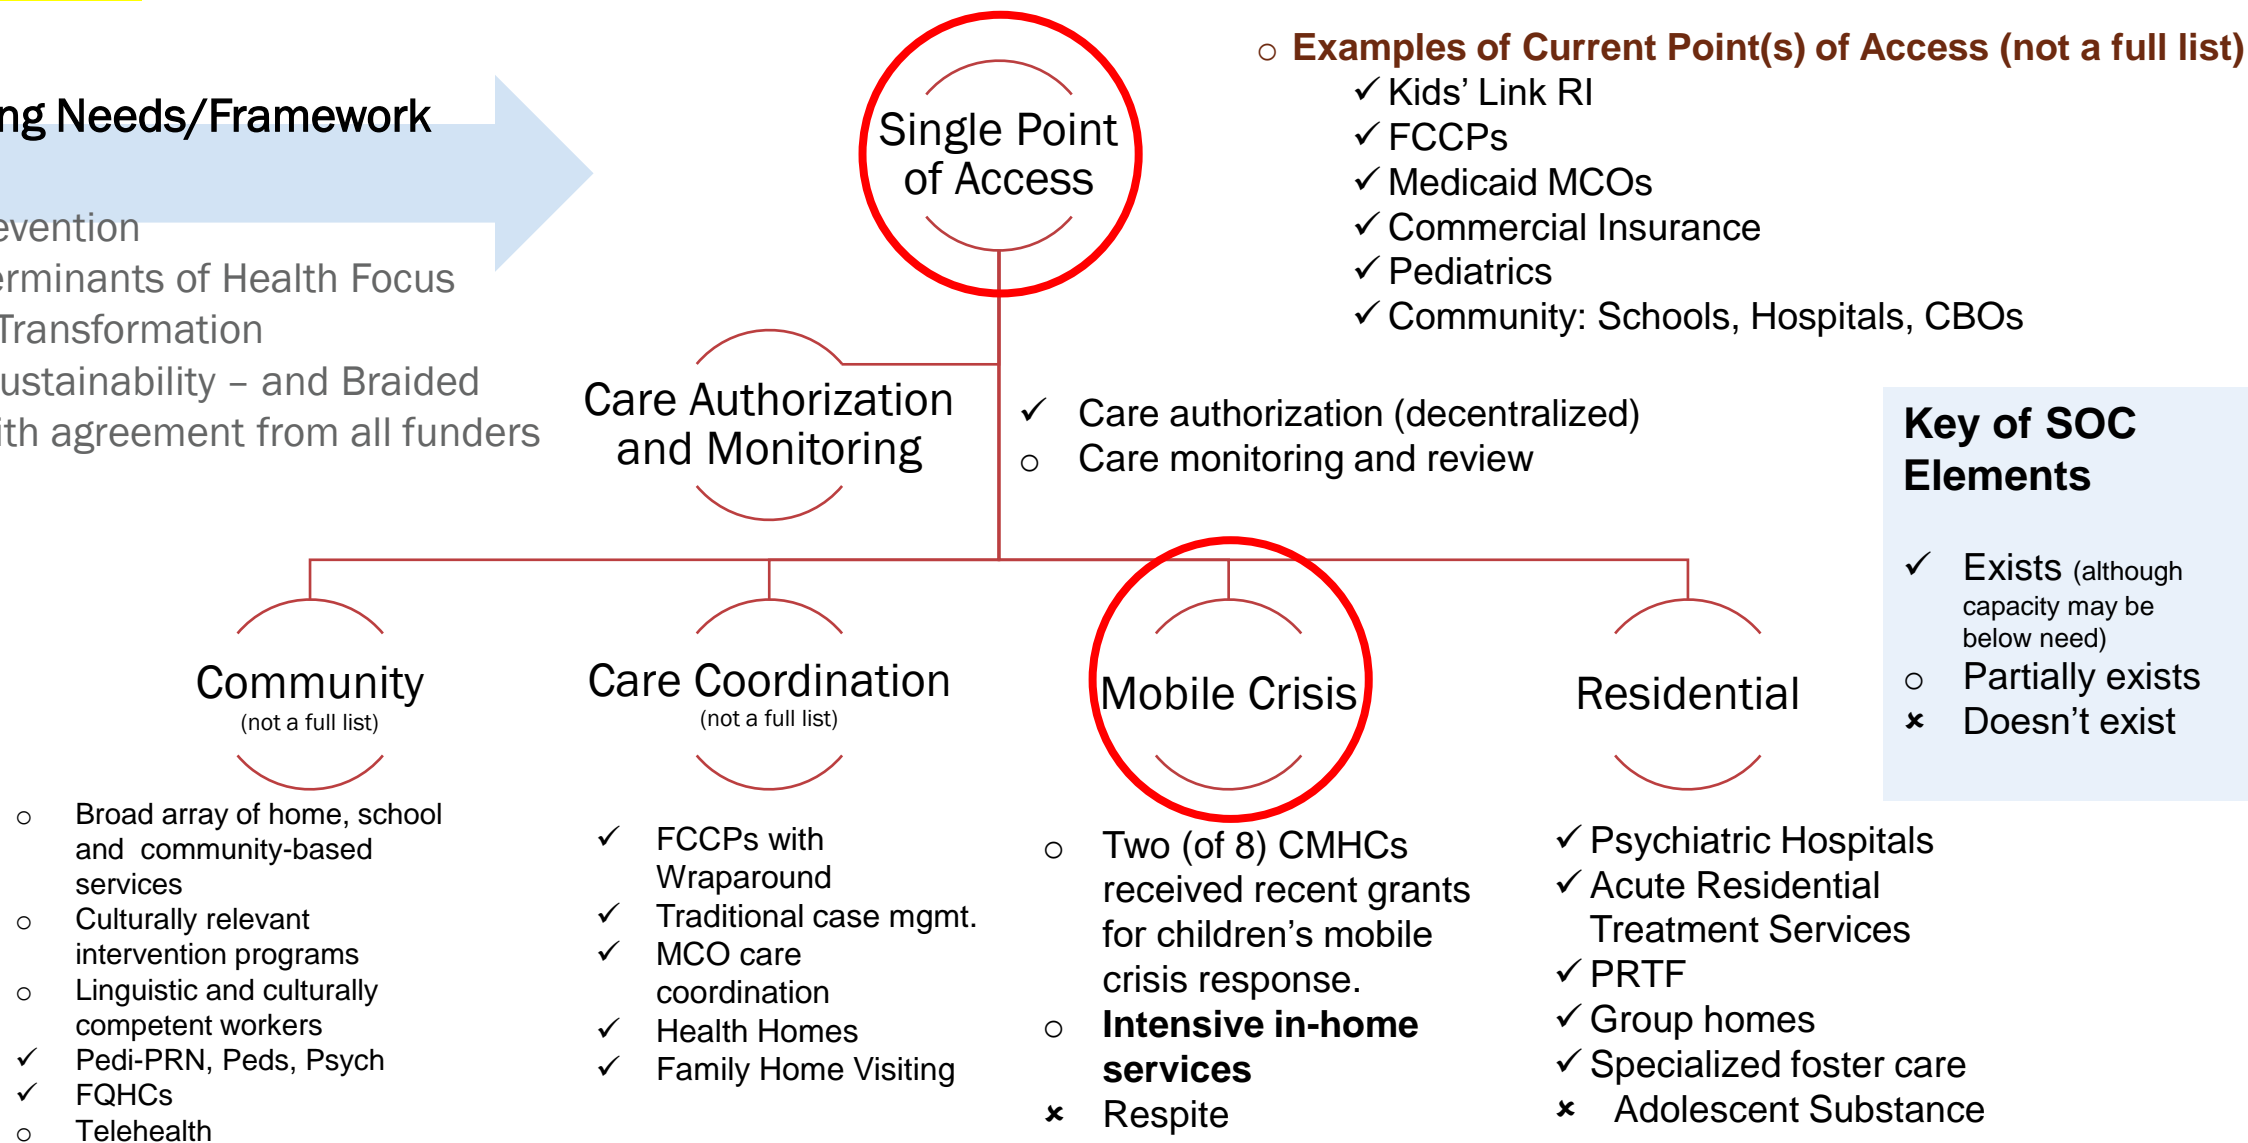 ng Needs/Framework
evention
erminants of Health Focus
Transformation
ustainability – and Braided
ith agreement from all funders
Single Point
of Access
○ Examples of Current Point(s) of Access (not a full list)
✓ Kids’ Link RI
✓ FCCPs
✓ Medicaid MCOs
✓ Commercial Insurance
✓ Pediatrics
✓ Community: Schools, Hospitals, CBOs
Care Authorization
and Monitoring
✓ Care authorization (decentralized)
○ Care monitoring and review
Key of SOC
Elements
✓ Exists (although
capacity may be
below need)
○ Partially exists
× Doesn’t exist
Community
(not a full list)
○ Broad array of home, school
and community-based
services
○ Culturally relevant
intervention programs
○ Linguistic and culturally
competent workers
✓ Pedi-PRN, Peds, Psych
✓ FQHCs
○ Telehealth
Care Coordination
(not a full list)
✓ FCCPs with
Wraparound
✓ Traditional case mgmt.
✓ MCO care
coordination
✓ Health Homes
✓ Family Home Visiting
Mobile Crisis
○ Two (of 8) CMHCs
received recent grants
for children’s mobile
crisis response.
○ Intensive in-home
services
× Respite
Residential
✓ Psychiatric Hospitals
✓ Acute Residential
Treatment Services
✓ PRTF
✓ Group homes
✓ Specialized foster care
× Adolescent Substance